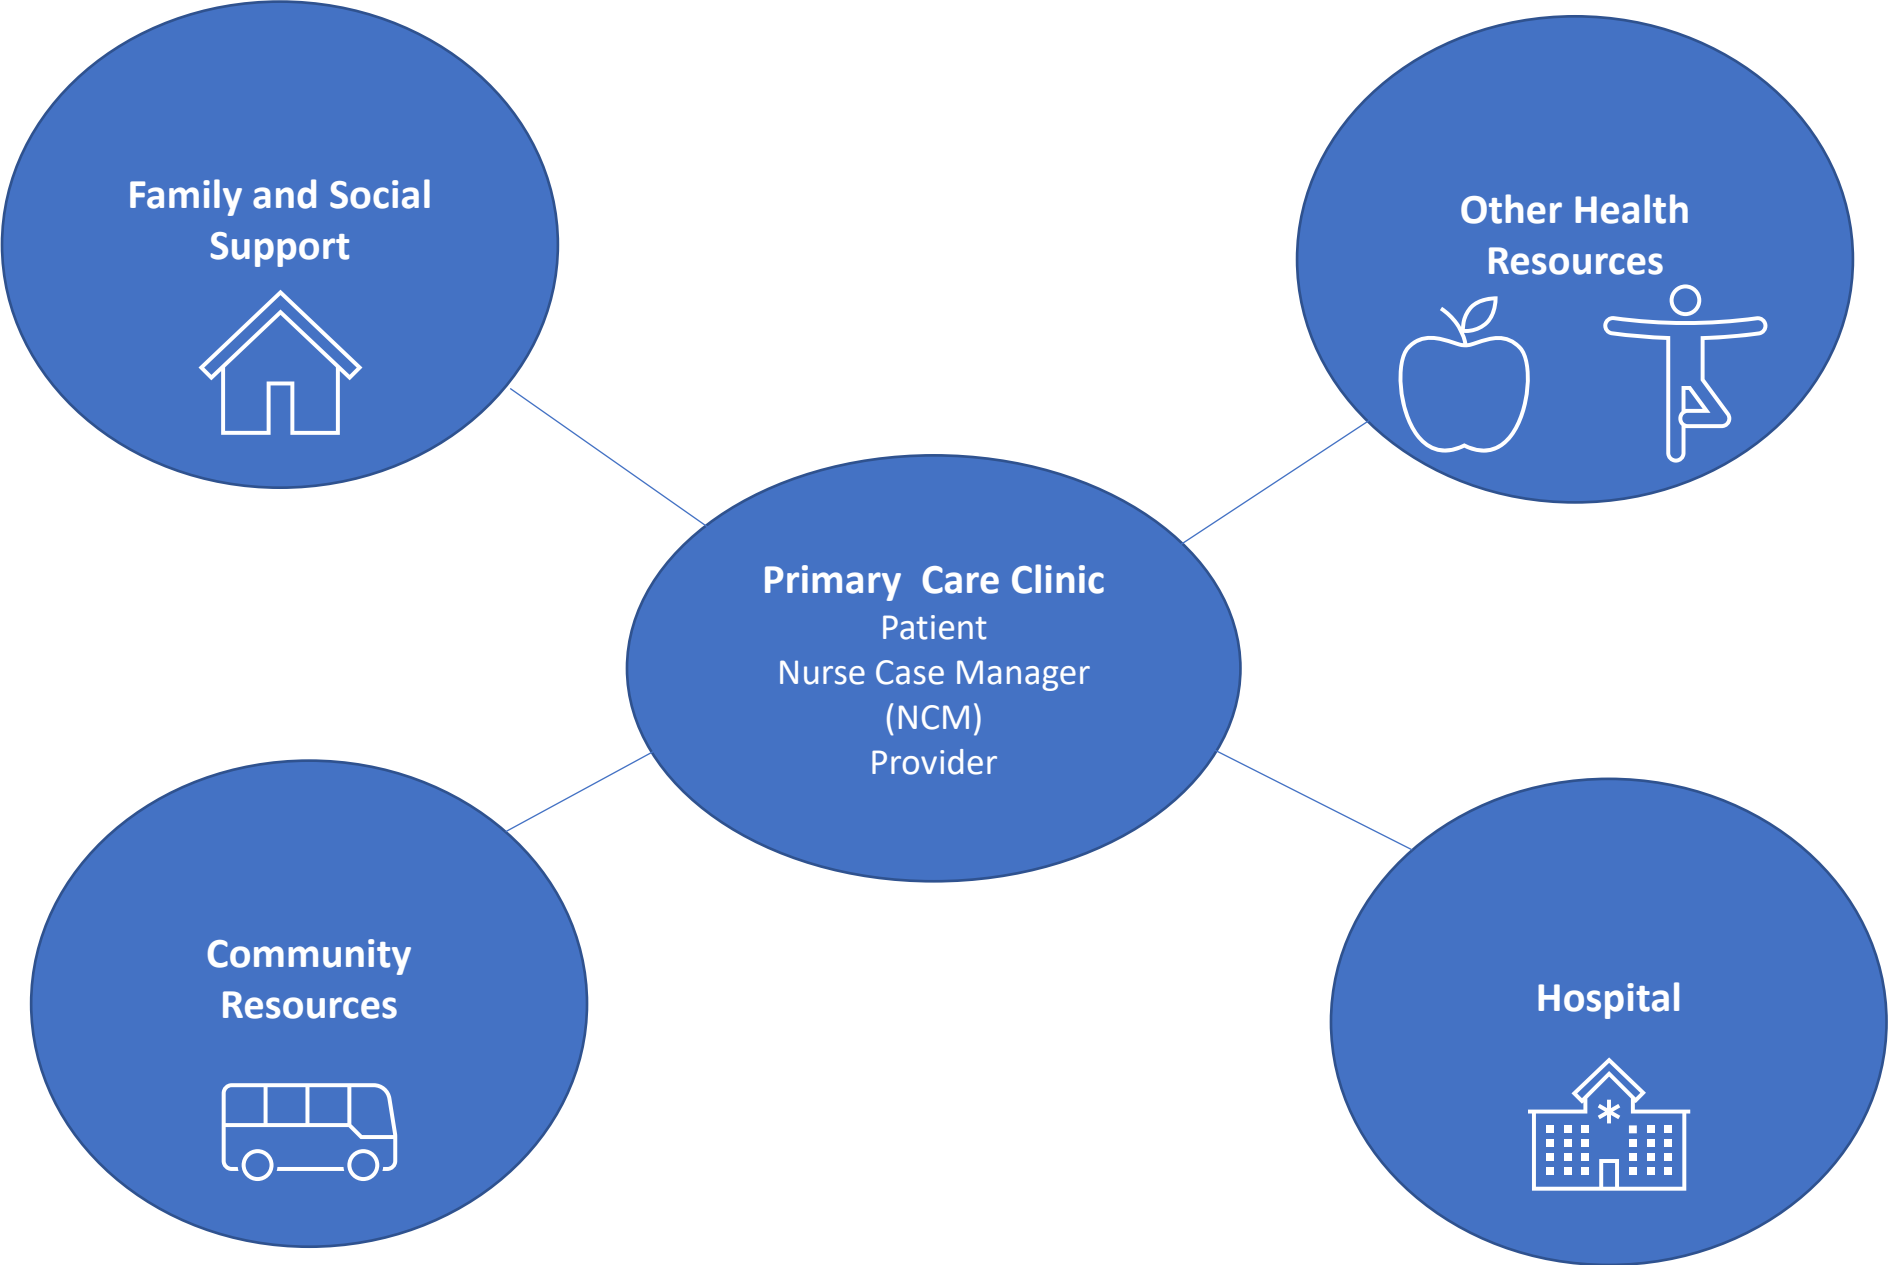 Family and Social
Support
Other Health
Resources
Primary  Care Clinic
Patient
Nurse Case Manager
(NCM)
Provider
Community
Resources
Hospital